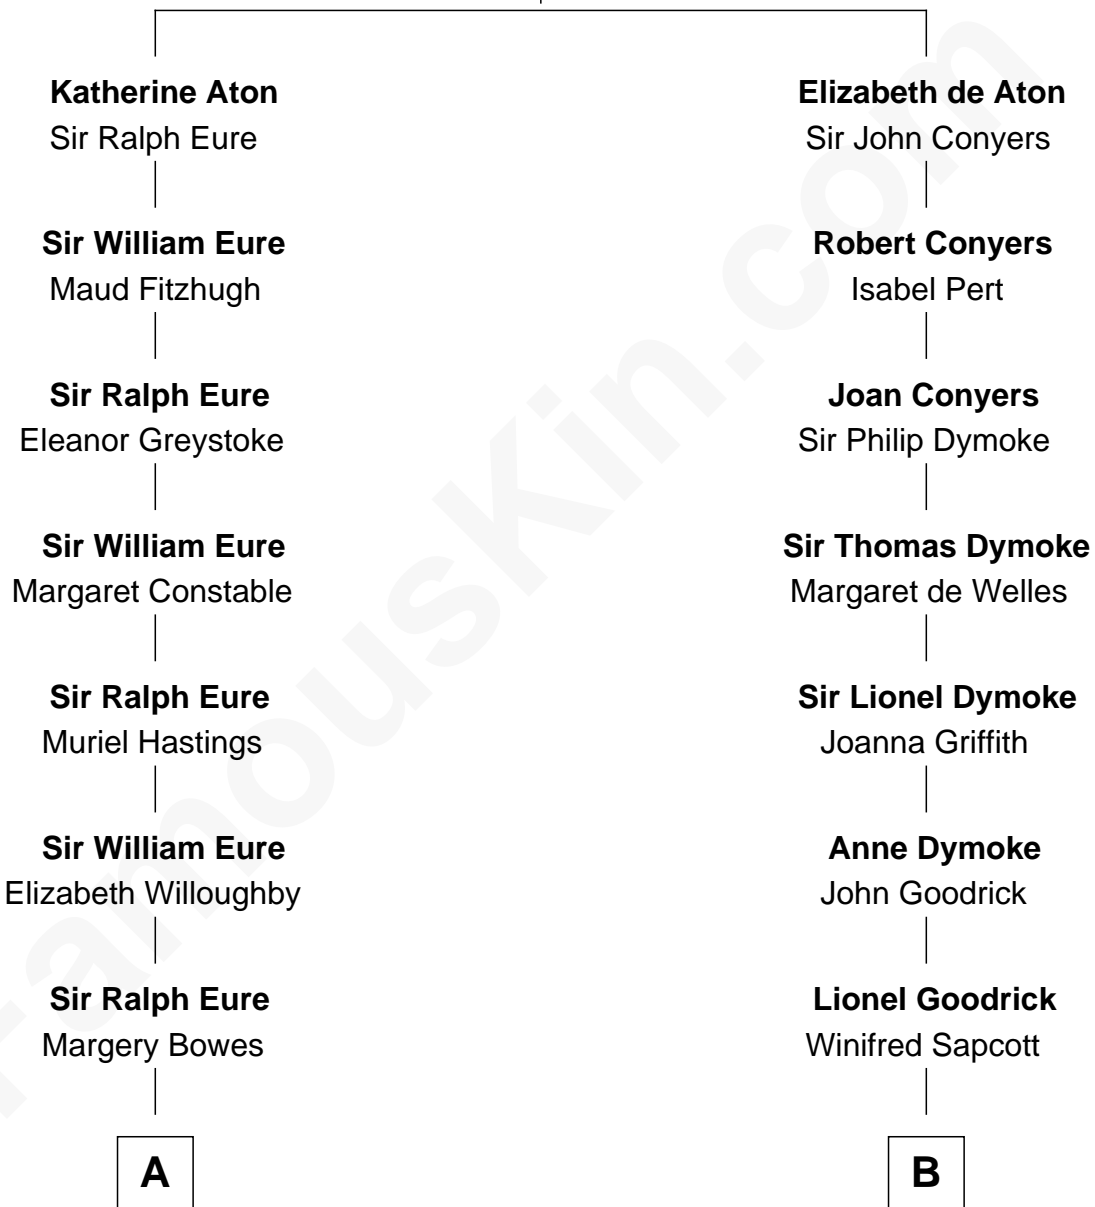 Katherine Aton
Sir Ralph Eure
Sir William Eure
Maud Fitzhugh
Sir Ralph Eure
Eleanor Greystoke
Sir William Eure
Margaret Constable
Sir Ralph Eure
Muriel Hastings
Sir William Eure
Elizabeth Willoughby
Sir Ralph Eure
Margery Bowes
A
Elizabeth de Aton
Sir John Conyers
Robert Conyers
Isabel Pert
Joan Conyers
Sir Philip Dymoke
Sir Thomas Dymoke
Margaret de Welles
Sir Lionel Dymoke
Joanna Griffith
Anne Dymoke
John Goodrick
Lionel Goodrick
Winifred Sapcott
B
FamousKin.com